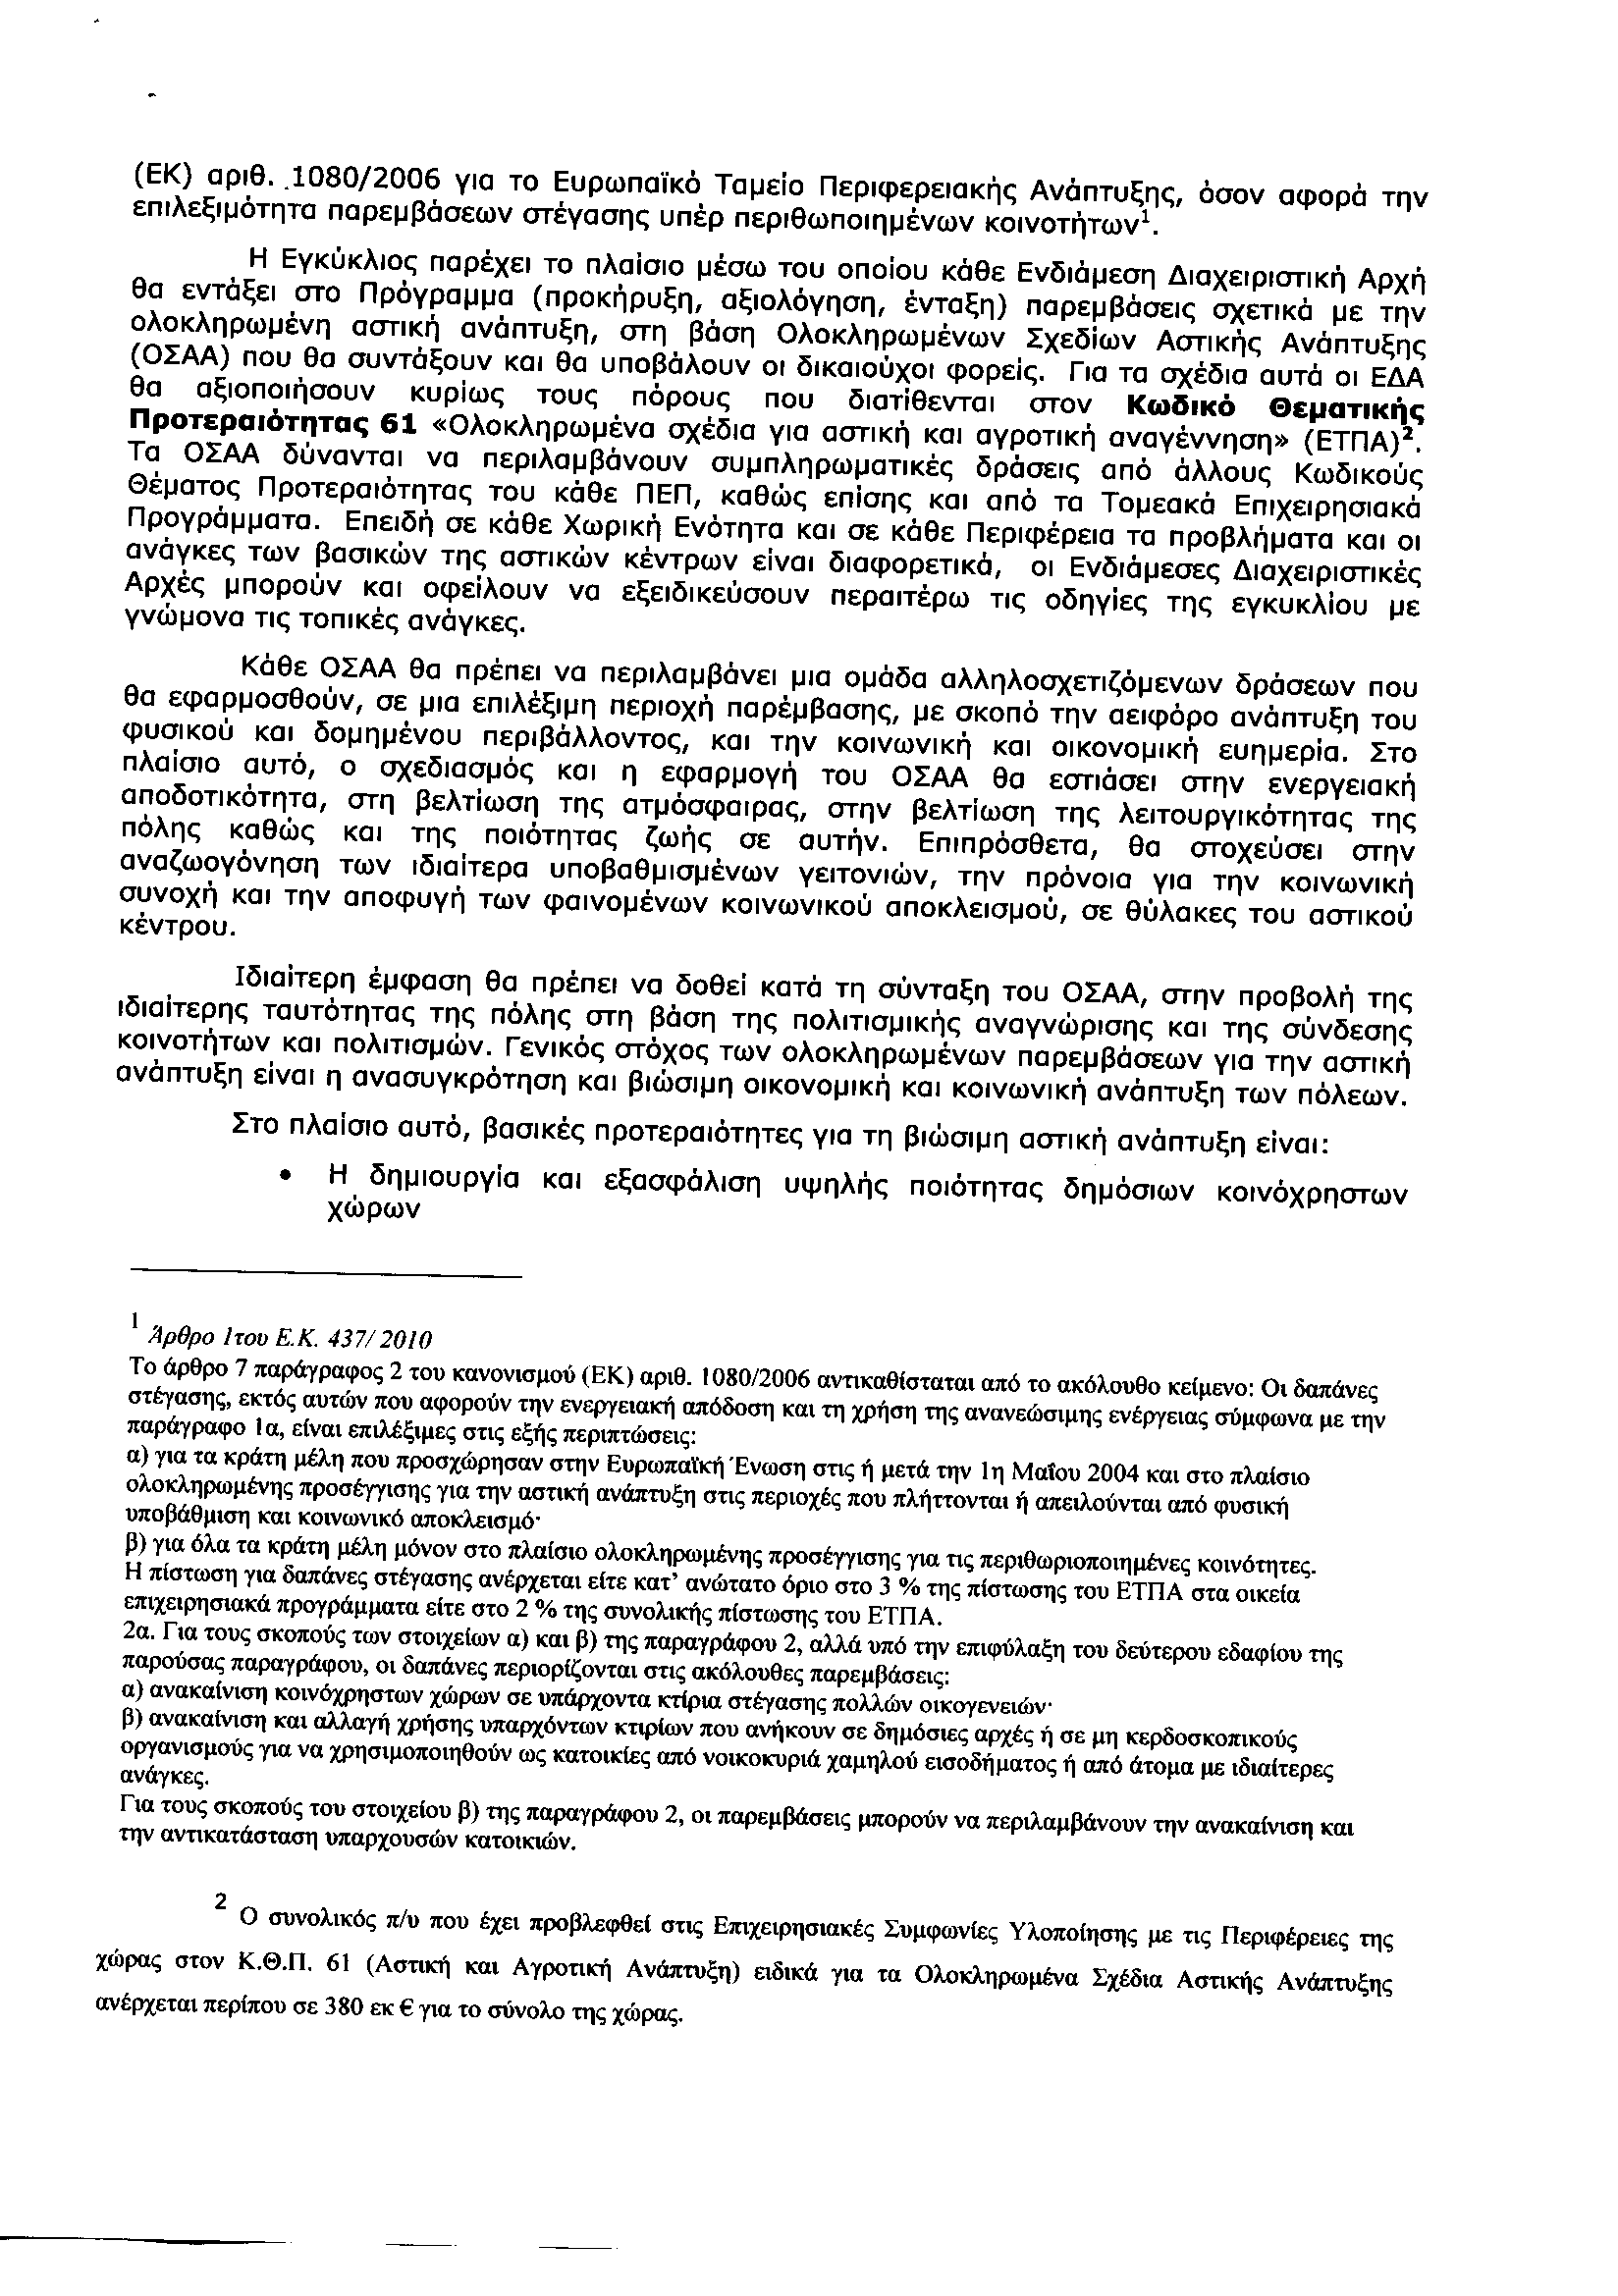 (ΕΚ) αριθ. .1080/2006 για το Ευρωπαϊκό Ταμείο Περιφερειακής Ανάπτυξης, όσον αφορά την
επιλεξιμότητα παρεμβάσεων στέγασης υπέρ περιθωποιημένων κοινοτήτων¹.
Η Εγκύκλιος παρέχει το πλαίσιο μέσω του οποίου κάθε Ενδιάμεση Διαχειριστική Αρχή
θα εντάξει στο Πρόγραμμα (προκήρυξη, αξιολόγηση, ένταξη) παρεμβάσεις σχετικά με την
ολοκληρωμένη αστική ανάπτυξη, στη βάση Ολοκληρωμένων Σχεδίων Αστικής Ανάπτυξης
(ΟΣΑΑ) που θα συντάξουν και θα υποβάλουν οι δικαιούχοι φορείς. Για τα σχέδια αυτά οι ΕΔΑ
θα αξιοποιήσουν κυρίως τους πόρους που διατίθενται στον Κωδικό Θεματικής
Προτεραιότητας 61 «Ολοκληρωμένα σχέδια για αστική και αγροτική αναγέννηση» (ΕΤΠΑ)².
Τα ΟΣΑΑ δύνανται να περιλαμβάνουν συμπληρωματικές δράσεις από άλλους Κωδικούς
Θέματος Προτεραιότητας του κάθε ΠΕΠ, καθώς επίσης και από τα Τομεακά Επιχειρησιακά
Προγράμματα. Επειδή σε κάθε Χωρική Ενότητα και σε κάθε Περιφέρεια τα προβλήματα και οι
ανάγκες των βασικών της αστικών κέντρων είναι διαφορετικά, οι Ενδιάμεσες Διαχειριστικές
Αρχές μπορούν και οφείλουν να εξειδικεύσουν περαιτέρω τις οδηγίες της εγκυκλίου με
γνώμονα τις τοπικές ανάγκες.
Κάθε ΟΣΑΑ θα πρέπει να περιλαμβάνει μια ομάδα αλληλοσχετιζόμενων δράσεων που
θα εφαρμοσθούν, σε μια επιλέξιμη περιοχή παρέμβασης, με σκοπό την αειφόρο ανάπτυξη του
φυσικού και δομημένου περιβάλλοντος, και την κοινωνική και οικονομική ευημερία. Στο
πλαίσιο αυτό, ο σχεδιασμός και η εφαρμογή του ΟΣΑΑ θα εστιάσει στην ενεργειακή
αποδοτικότητα, στη βελτίωση της ατμόσφαιρας, στην βελτίωση της λειτουργικότητας της
πόλης καθώς και της ποιότητας ζωής σε αυτήν. Επιπρόσθετα, θα στοχεύσει στην
αναζωογόνηση των ιδιαίτερα υποβαθμισμένων γειτονιών, την πρόνοια για την κοινωνική
συνοχή και την αποφυγή των φαινομένων κοινωνικού αποκλεισμού, σε θύλακες του αστικού
κέντρου.
Ιδιαίτερη έμφαση θα πρέπει να δοθεί κατά τη σύνταξη του ΟΣΑΑ, στην προβολή της
ιδιαίτερης ταυτότητας της πόλης στη βάση της πολιτισμικής αναγνώρισης και της σύνδεσης
κοινοτήτων και πολιτισμών. Γενικός στόχος των ολοκληρωμένων παρεμβάσεων για την αστική
ανάπτυξη είναι η ανασυγκρότηση και βιώσιμη οικονομική και κοινωνική ανάπτυξη των πόλεων.
Στο πλαίσιο αυτό, βασικές προτεραιότητες για τη βιώσιμη αστική ανάπτυξη είναι:
• Η δημιουργία και εξασφάλιση υψηλής ποιότητας δημόσιων κοινόχρηστων
χώρων
¹ Άρθρο 1του Ε.Κ. 437/ 2010
Το άρθρο 7 παράγραφος 2 του κανονισμού (ΕΚ) αριθ. 1080/2006 αντικαθίσταται από το ακόλουθο κείμενο: Οι δαπάνες
στέγασης, εκτός αυτών που αφορούν την ενεργειακή απόδοση και τη χρήση της ανανεώσιμης ενέργειας σύμφωνα με την
παράγραφο 1α, είναι επιλέξιμες στις εξής περιπτώσεις:
α) για τα κράτη μέλη που προσχώρησαν στην Ευρωπαϊκή Ένωση στις ή μετά την 1η Μαΐου 2004 και στο πλαίσιο
ολοκληρωμένης προσέγγισης για την αστική ανάπτυξη στις περιοχές που πλήττονται ή απειλούνται από φυσική
υποβάθμιση και κοινωνικό αποκλεισμό·
β) για όλα τα κράτη μέλη μόνον στο πλαίσιο ολοκληρωμένης προσέγγισης για τις περιθωριοποιημένες κοινότητες.
Η πίστωση για δαπάνες στέγασης ανέρχεται είτε κατ’ ανώτατο όριο στο 3 % της πίστωσης του ΕΤΠΑ στα οικεία
επιχειρησιακά προγράμματα είτε στο 2 % της συνολικής πίστωσης του ΕΤΠΑ.
2α. Για τους σκοπούς των στοιχείων α) και β) της παραγράφου 2, αλλά υπό την επιφύλαξη του δεύτερου εδαφίου της
παρούσας παραγράφου, οι δαπάνες περιορίζονται στις ακόλουθες παρεμβάσεις:
α) ανακαίνιση κοινόχρηστων χώρων σε υπάρχοντα κτίρια στέγασης πολλών οικογενειών·
β) ανακαίνιση και αλλαγή χρήσης υπαρχόντων κτιρίων που ανήκουν σε δημόσιες αρχές ή σε μη κερδοσκοπικούς
οργανισμούς για να χρησιμοποιηθούν ως κατοικίες από νοικοκυριά χαμηλού εισοδήματος ή από άτομα με ιδιαίτερες
ανάγκες.
Για τους σκοπούς του στοιχείου β) της παραγράφου 2, οι παρεμβάσεις μπορούν να περιλαμβάνουν την ανακαίνιση και
την αντικατάσταση υπαρχουσών κατοικιών.
² Ο συνολικός π/υ που έχει προβλεφθεί στις Επιχειρησιακές Συμφωνίες Υλοποίησης με τις Περιφέρειες της
χώρας στον Κ.Θ.Π. 61 (Αστική και Αγροτική Ανάπτυξη) ειδικά για τα Ολοκληρωμένα Σχέδια Αστικής Ανάπτυξης
ανέρχεται περίπου σε 380 εκ € για το σύνολο της χώρας.